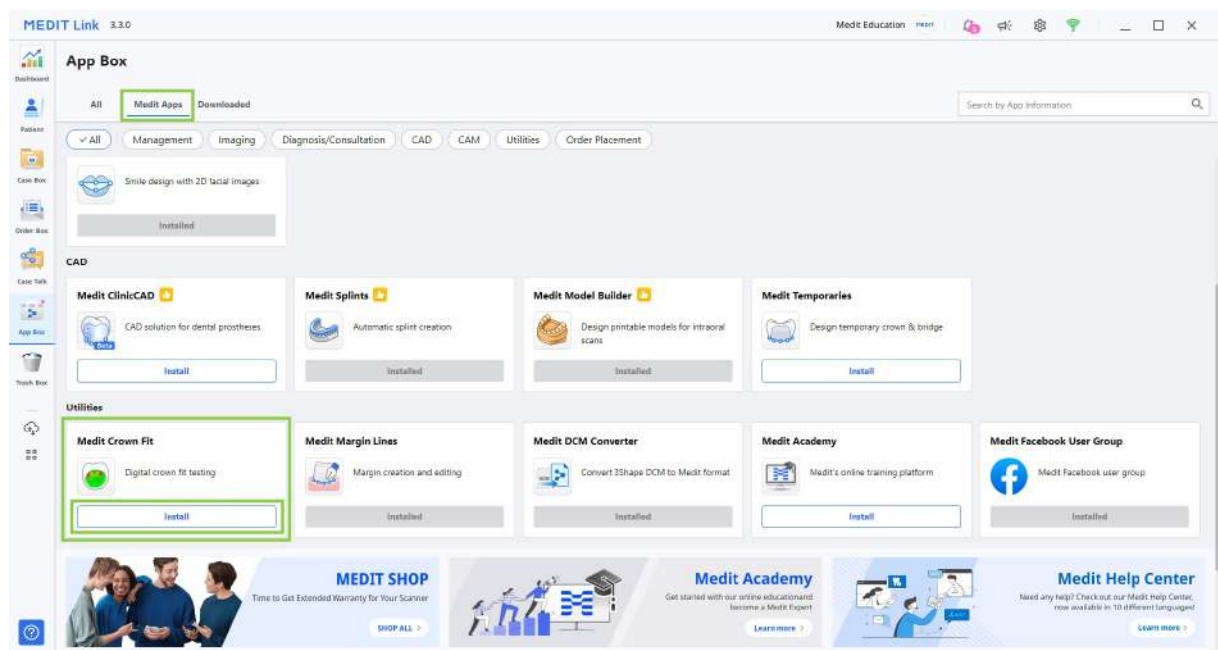 MEDIT Link 3.3.0
Medit Education
App Box
All Medit Apps Downloaded
Search by App Information
All Management Imaging Diagnosis/Consultation CAD CAM Utilities Order Placement
Dashboard
Patient
Case Box
Order Box
Case Talk
App Box
Trash Box
Smile design with 2D facial images
Installed
CAD
Medit ClinicCAD
CAD solution for dental prostheses
Beta
Install
Medit Splints
Automatic splint creation
Installed
Medit Model Builder
Design printable models for intraoral
scans
Installed
Medit Temporaries
Design temporary crown & bridge
Install
Utilities
Medit Crown Fit
Digital crown fit testing
Install
Medit Margin Lines
Margin creation and editing
Installed
Medit DCM Converter
Convert 3Shape DCM to Medit format
Installed
Medit Academy
Medit's online training platform
Install
Medit Facebook User Group
Medit Facebook user group
Installed
MEDIT SHOP
Time to Get Extended Warranty for Your Scanner
SHOP ALL >
Medit Academy
Get started with our online educationand
become a Medit Expert
Learn more >
Medit Help Center
Need any help? Check out our Medit Help Center,
now available in 10 different languages!
Learn more >